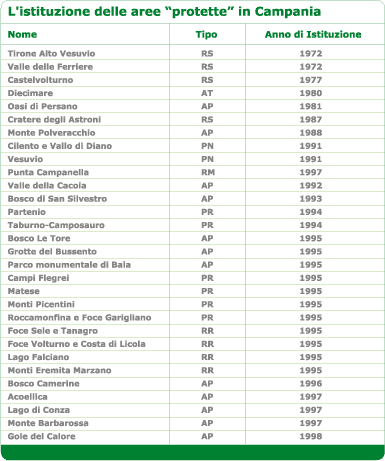 L'istituzione delle aree “protette” in Campania
Nome Tipo Anno di Istituzione
Tirone Alto Vesuvio RS 1972
Valle delle Ferriere RS 1972
Castelvolturno RS 1977
Diecimare AT 1980
Oasi di Persano AP 1981
Cratere degli Astroni RS 1987
Monte Polveracchio AP 1988
Cilento e Vallo di Diano PN 1991
Vesuvio PN 1991
Punta Campanella RM 1997
Valle della Cacoia AP 1992
Bosco di San Silvestro AP 1993
Partenio PR 1994
Taburno-Camposauro PR 1994
Bosco Le Tore AP 1995
Grotte del Bussento AP 1995
Parco monumentale di Baia AP 1995
Campi Flegrei PR 1995
Matese PR 1995
Monti Picentini PR 1995
Roccamonfina e Foce Garigliano PR 1995
Foce Sele e Tanagro RR 1995
Foce Volturno e Costa di Licola RR 1995
Lago Falciano RR 1995
Monti Eremita Marzano RR 1995
Bosco Camerine AP 1996
Acoellica AP 1997
Lago di Conza AP 1997
Monte Barbarossa AP 1997
Gole del Calore AP 1998